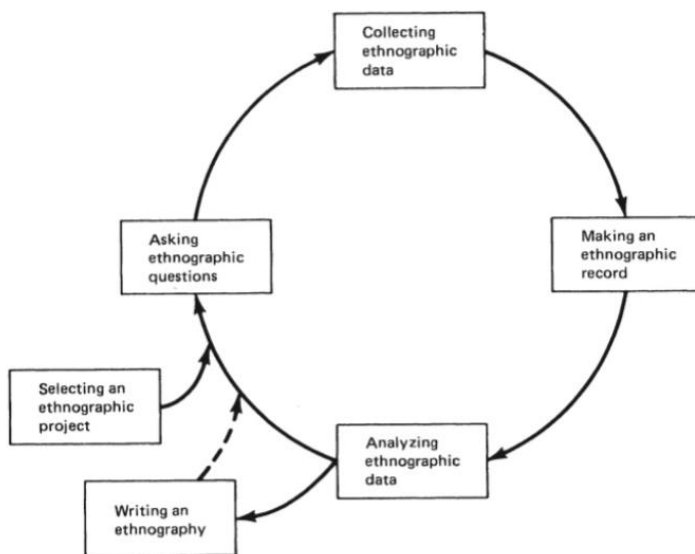 Collecting
ethnographic
data
Asking
ethnographic
questions
Making an
ethnographic
record
Selecting an
ethnographic
project
Analyzing
ethnographic
data
Writing an
ethnography